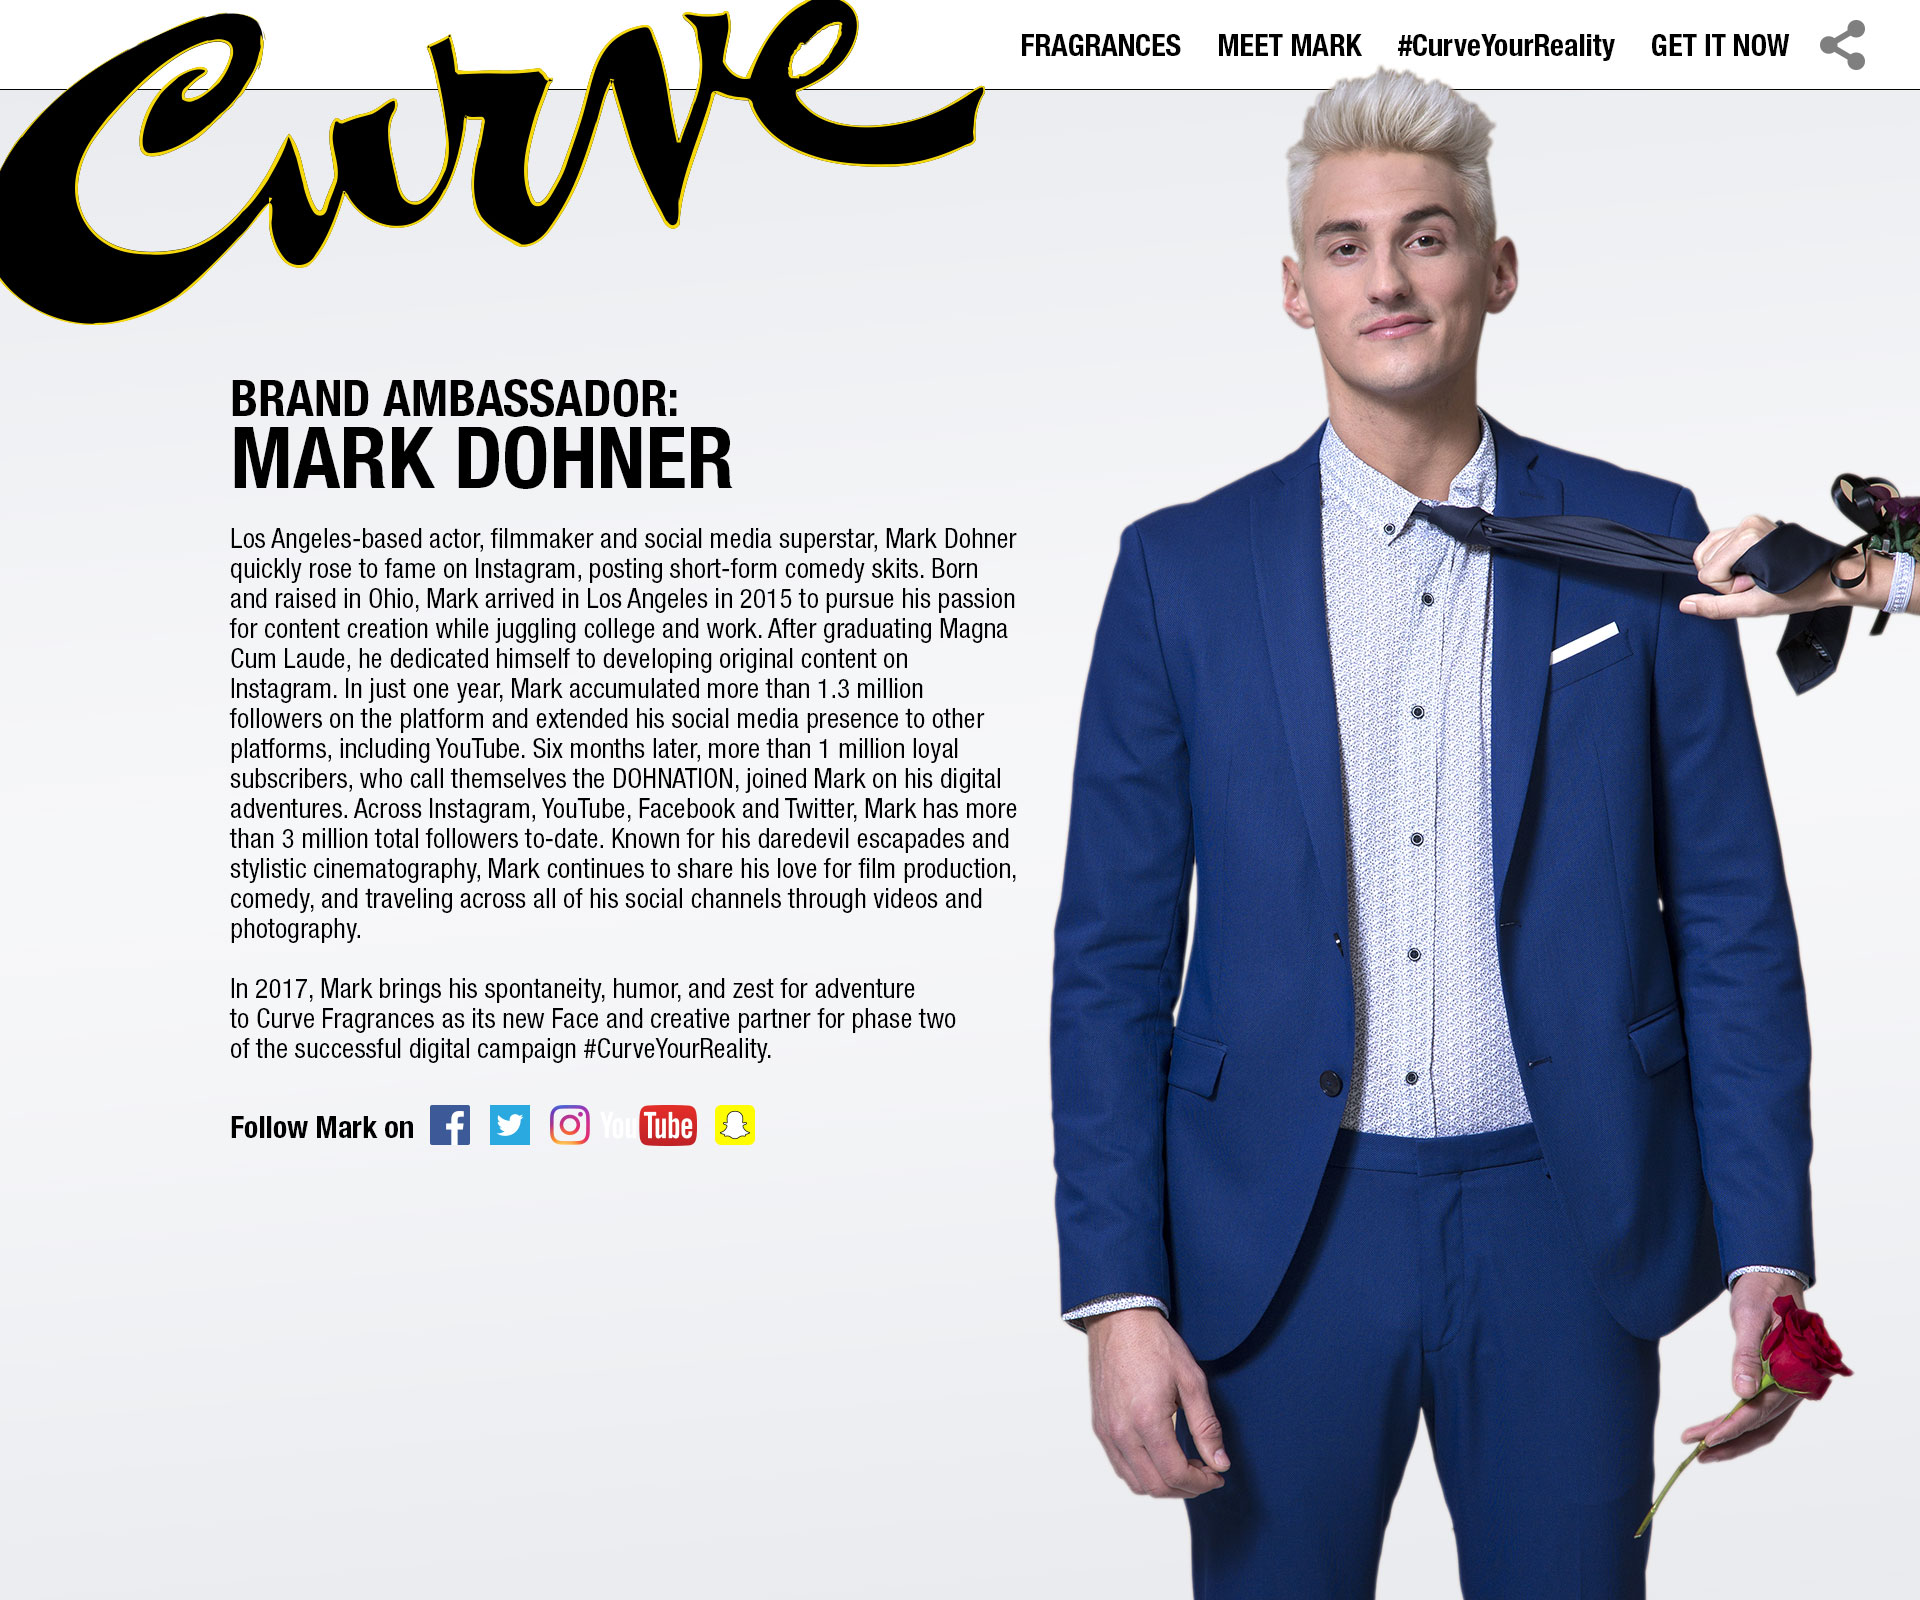 Curve
FRAGRANCES MEET MARK #CurveYourReality GET IT NOW
BRAND AMBASSADOR:
MARK DOHNER
Los Angeles-based actor, filmmaker and social media superstar, Mark Dohner
quickly rose to fame on Instagram, posting short-form comedy skits. Born
and raised in Ohio, Mark arrived in Los Angeles in 2015 to pursue his passion
for content creation while juggling college and work. After graduating Magna
Cum Laude, he dedicated himself to developing original content on
Instagram. In just one year, Mark accumulated more than 1.3 million
followers on the platform and extended his social media presence to other
platforms, including YouTube. Six months later, more than 1 million loyal
subscribers, who call themselves the DOHNATION, joined Mark on his digital
adventures. Across Instagram, YouTube, Facebook and Twitter, Mark has more
than 3 million total followers to-date. Known for his daredevil escapades and
stylistic cinematography, Mark continues to share his love for film production,
comedy, and traveling across all of his social channels through videos and
photography.
In 2017, Mark brings his spontaneity, humor, and zest for adventure
to Curve Fragrances as its new Face and creative partner for phase two
of the successful digital campaign #CurveYourReality.
Follow Mark on f YouTube